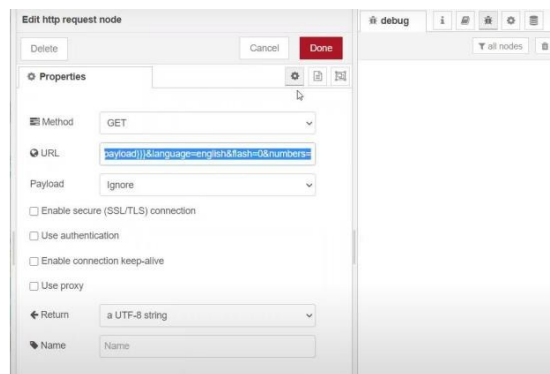 Edit http request node
debug
i
all nodes
Delete
Cancel
Done
Properties
Method
GET
URL
payload}}}&language=english&flash=0&numbers=
Payload
Ignore
Enable secure (SSL/TLS) connection
Use authentication
Enable connection keep-alive
Use proxy
Return
a UTF-8 string
Name
Name